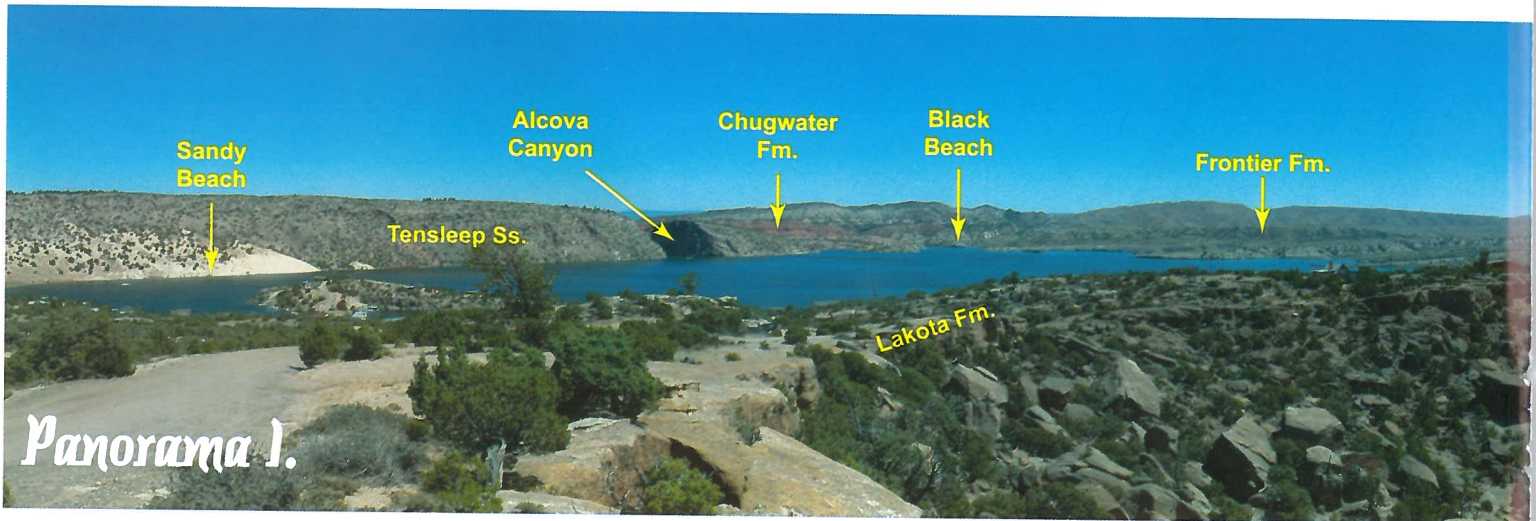 Sandy
Beach
Tensleep Ss.
Alcova
Canyon
Chugwater
Fm.
Black
Beach
Frontier Fm.
Lakota Fm.
Panorama 1.